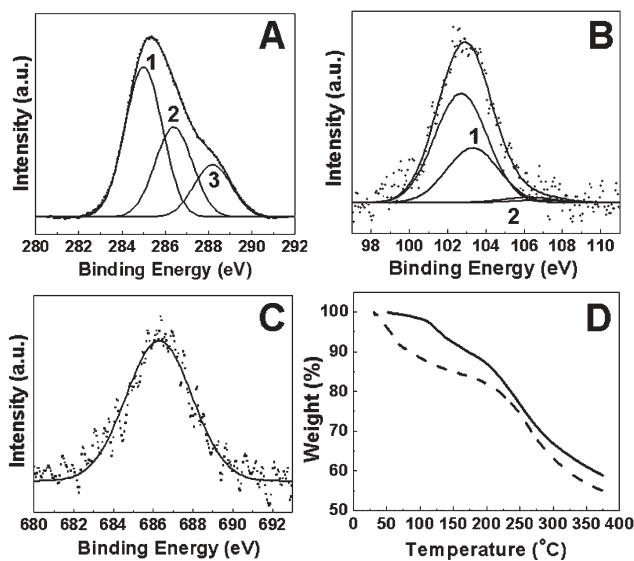 A
1
2
3
Intensity (a.u.)
280 282 284 286 288 290 292
Binding Energy (eV)
B
1
2
Intensity (a.u.)
98 100 102 104 106 108 110
Binding Energy (eV)
C
Intensity (a.u.)
680 682 684 686 688 690 692
Binding Energy (eV)
D
100
90
80
70
60
50
Weight (%)
0 50 100 150 200 250 300 350 400
Temperature (°C)